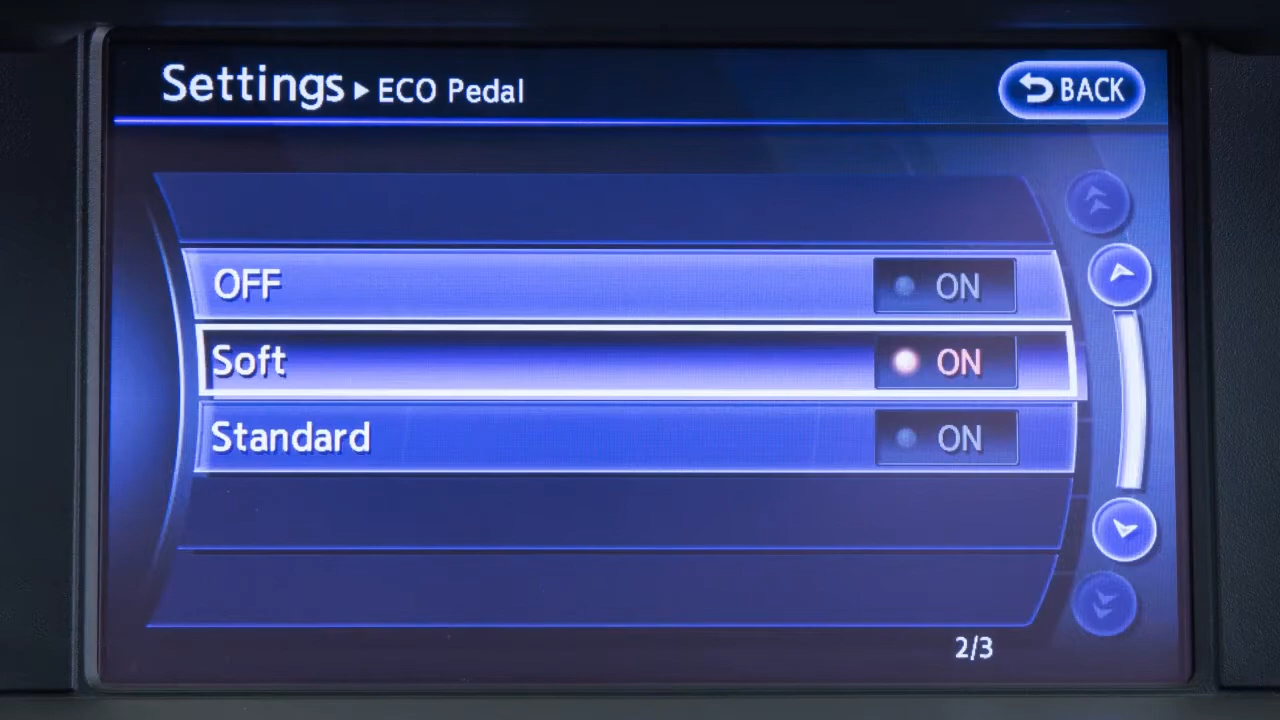 Settings ▸ ECO Pedal
BACK
OFF ON
Soft ON
Standard ON
2/3